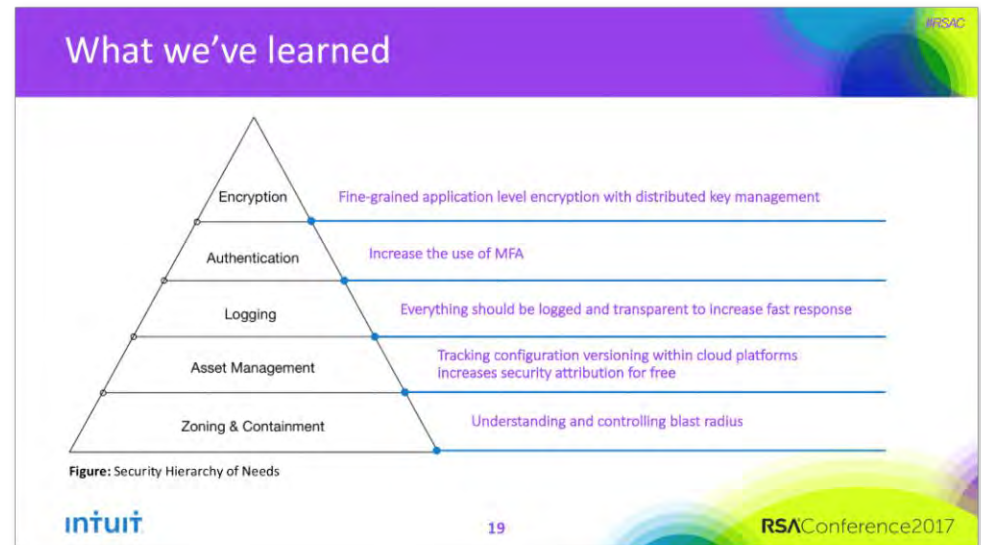 #RSAC
What we've learned
Encryption
Fine-grained application level encryption with distributed key management
Authentication
Increase the use of MFA
Logging
Everything should be logged and transparent to increase fast response
Asset Management
Tracking configuration versioning within cloud platforms
increases security attribution for free
Zoning & Containment
Understanding and controlling blast radius
Figure: Security Hierarchy of Needs
intuit
19
RSAConference2017